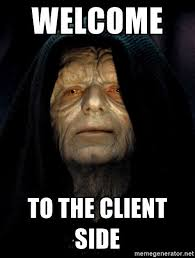 WELCOME
TO THE CLIENT
SIDE
memegenerator.net